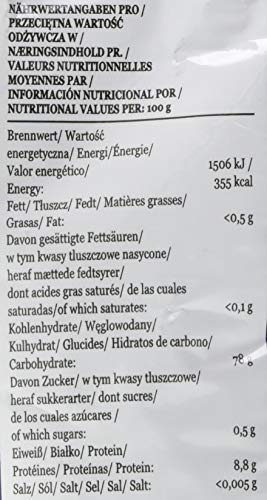 NÄHRWERTANGABEN PRO /
PRZECIĘTNA WARTOŚĆ
ODŻYWCZA W /
NÆRINGSINDHOLD PR. /
VALEURS NUTRITIONNELLES
MOYENNES PAR /
INFORMACIÓN NUTRICIONAL POR /
NUTRITIONAL VALUES PER: 100 g
Brennwert/ Wartość
energetyczna/ Energi/Énergie/
Valor energético/ 1506 kJ /
Energy: 355 kcal
Fett/ Tłuszcz/ Fedt/ Matières grasses/
Grasas/ Fat: <0,5 g
Davon gesättigte Fettsäuren/
w tym kwasy tłuszczowe nasycone/
heraf mættede fedtsyrer/
dont acides gras saturés/ de las cuales
saturadas/of which saturates: <0,1 g
Kohlenhydrate/ Węglowodany/
Kulhydrat/ Glucides/ Hidratos de carbono/
Carbohydrate: 78 g
Davon Zucker/ w tym kwasy tłuszczowe/
heraf sukkerarter/ dont sucres/
de los cuales azúcares /
of which sugars: 0,5 g
Eiweiß/ Białko/ Protein/
Protéines/ Proteínas/ Protein: 8,8 g
Salz/ Sól/ Salt/ Sel/ Sal/ Salt: <0,005 g